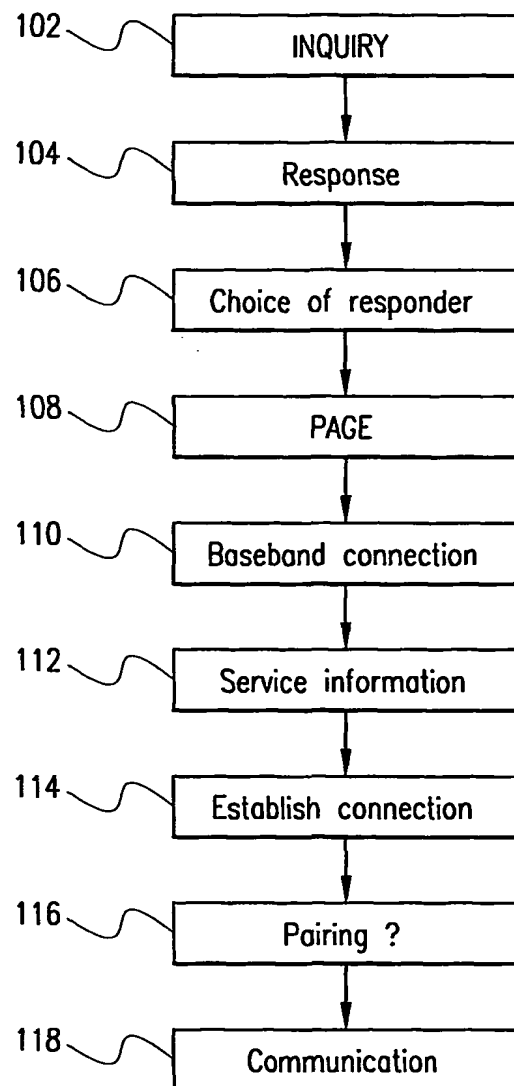 102
INQUIRY
104
Response
106
Choice of responder
108
PAGE
110
Baseband connection
112
Service information
114
Establish connection
116
Pairing ?
118
Communication